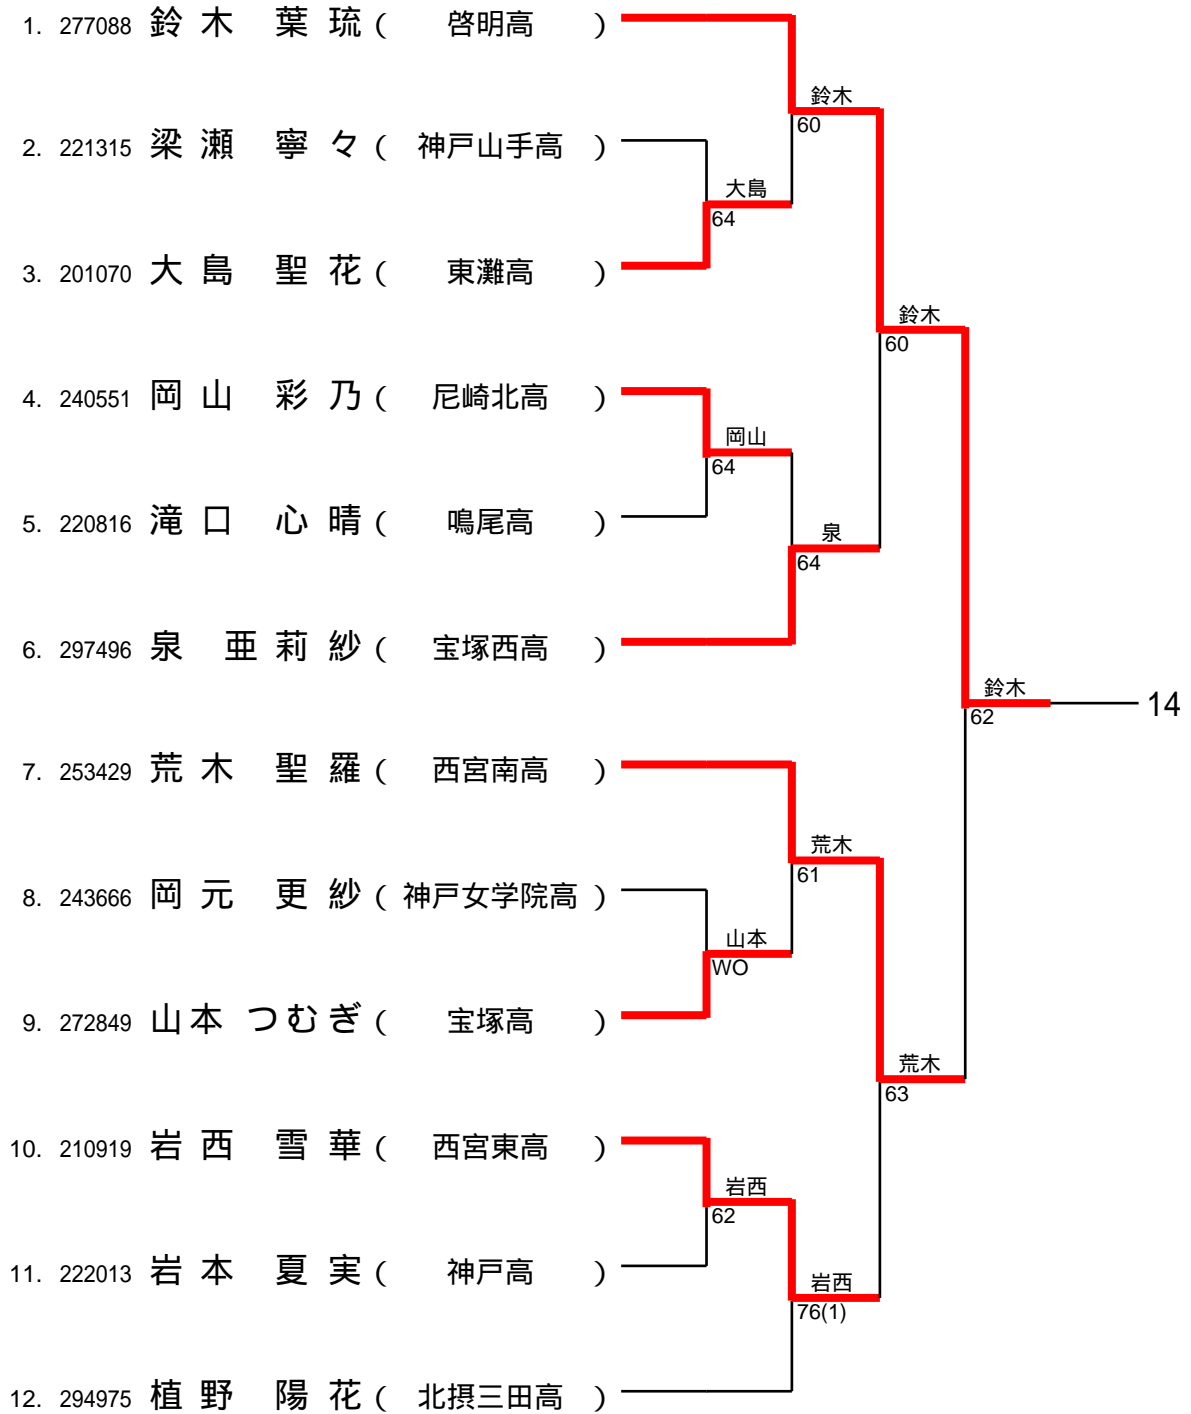 1. 277088 鈴木 葉琉 ( 啓明高 )
鈴木
60
2. 221315 梁瀬 寧々 ( 神戸山手高 )
大島
64
3. 201070 大島 聖花 ( 東灘高 )
鈴木
60
4. 240551 岡山 彩乃 ( 尼崎北高 )
岡山
64
5. 220816 滝口 心晴 ( 鳴尾高 )
泉
64
6. 297496 泉 亜莉紗 ( 宝塚西高 )
鈴木
62
14
7. 253429 荒木 聖羅 ( 西宮南高 )
荒木
61
8. 243666 岡元 更紗 ( 神戸女学院高 )
山本
WO
9. 272849 山本 つむぎ ( 宝塚高 )
荒木
63
10. 210919 岩西 雪華 ( 西宮東高 )
岩西
62
11. 222013 岩本 夏実 ( 神戸高 )
岩西
76(1)
12. 294975 植野 陽花 ( 北摂三田高 )